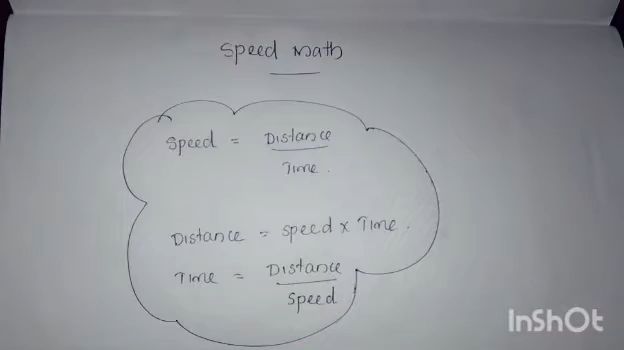 Speed Math
Speed = Distance / Time.
Distance = speed x Time.
Time = Distance / Speed
InShOt